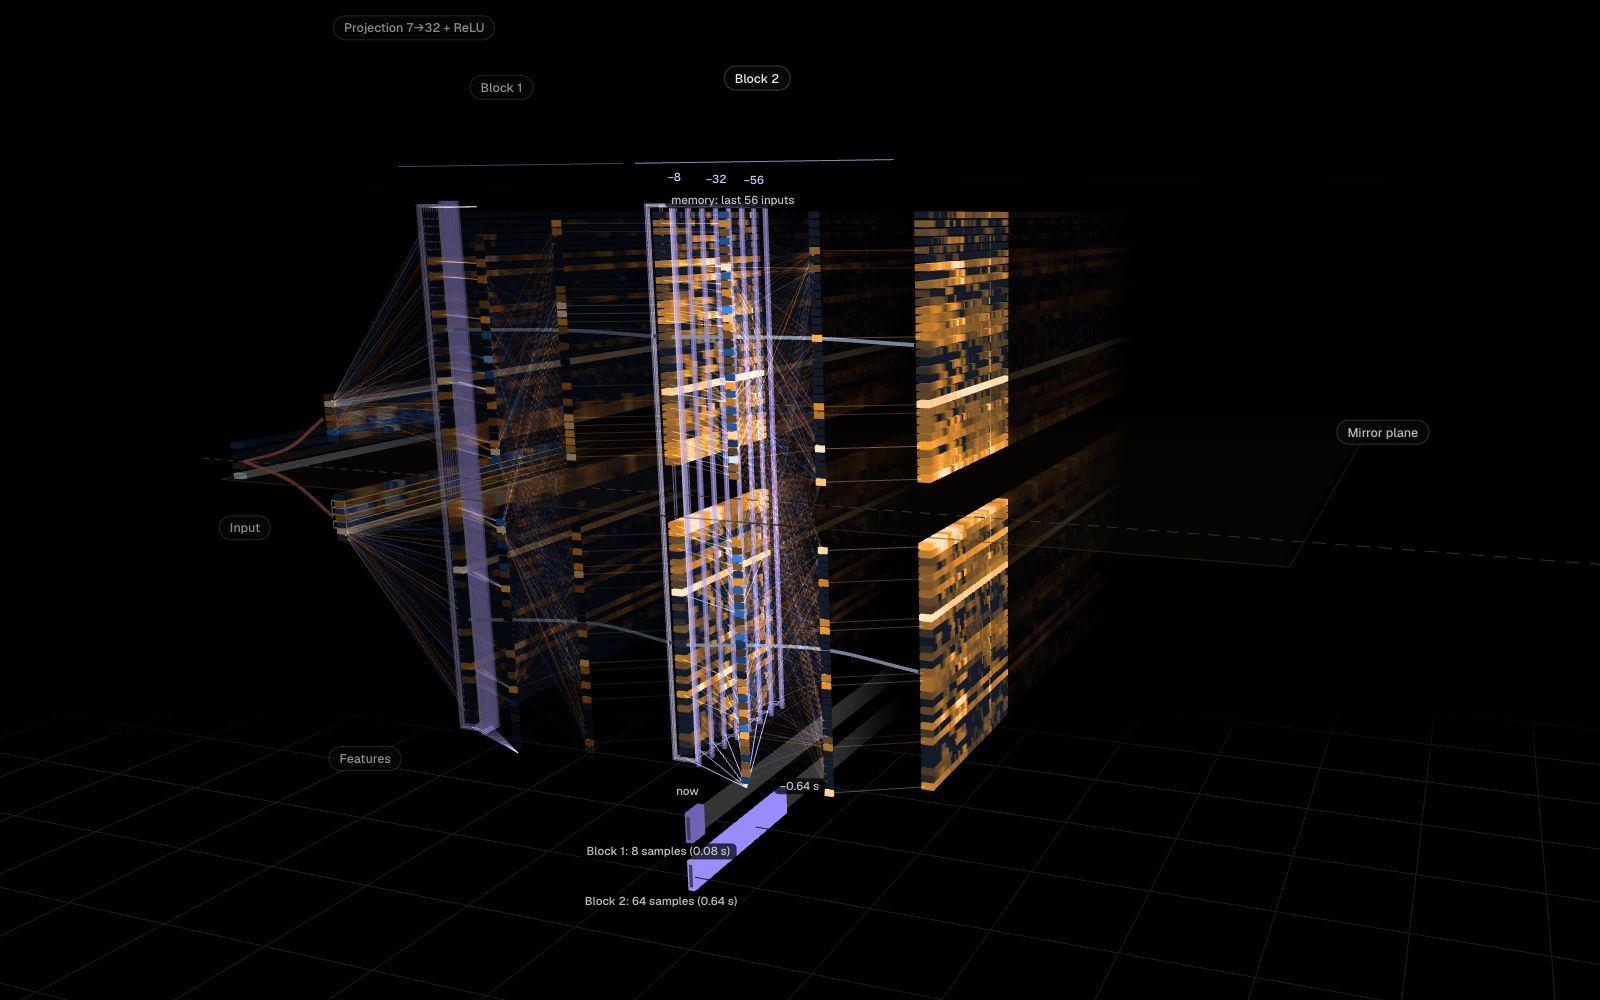 Projection 7→32 + ReLU
Block 1
Block 2
−8
−32
−56
memory: last 56 inputs
Mirror plane
Input
Features
now
−0.64 s
Block 1: 8 samples (0.08 s)
Block 2: 64 samples (0.64 s)